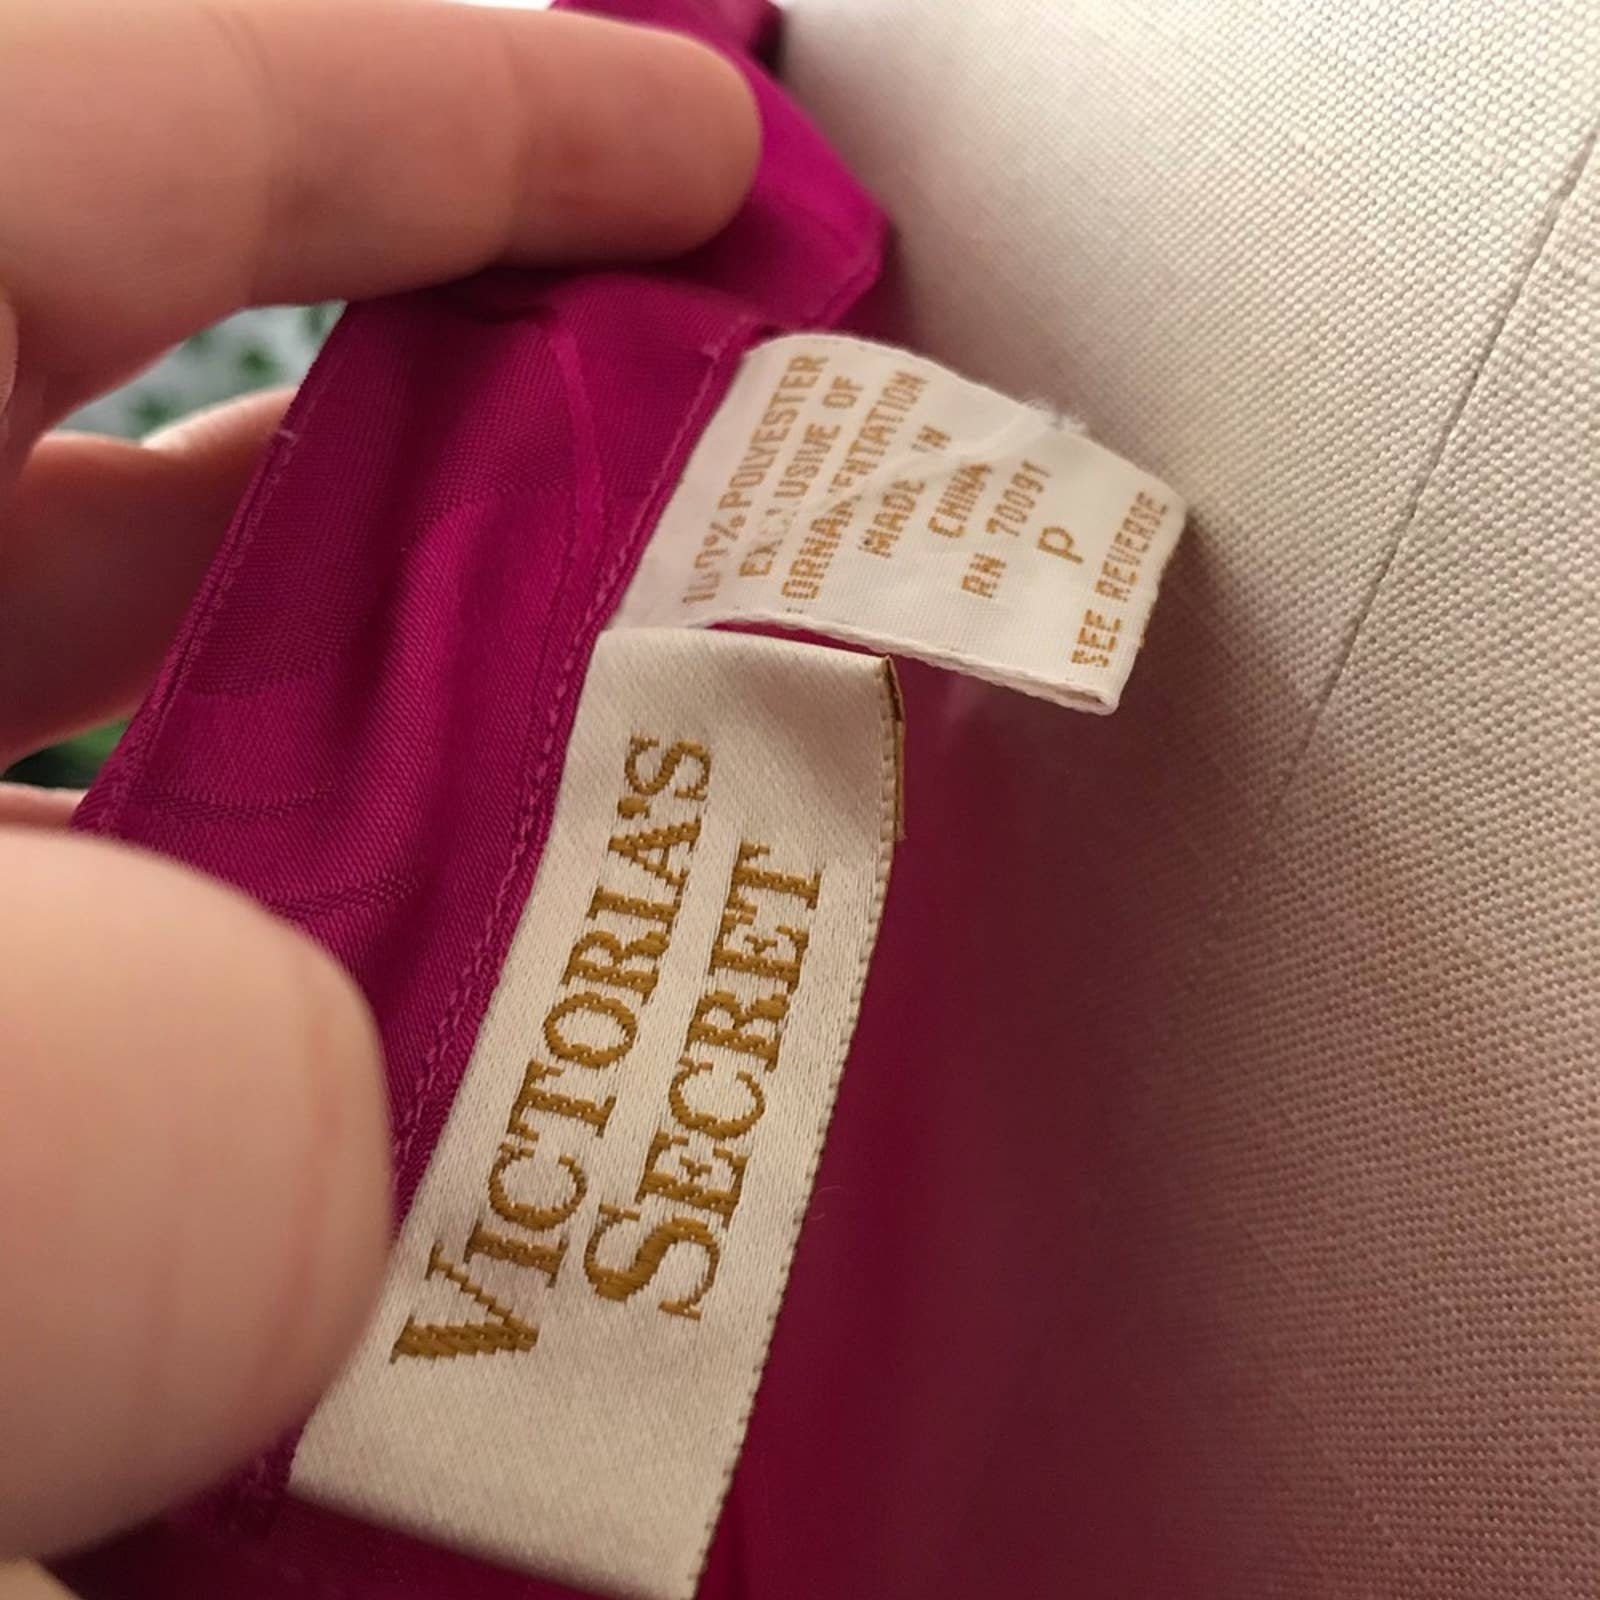 100% POLYESTER
EXCLUSIVE OF
ORNAMENTATION
MADE IN
CHINA
RN 70091
P
SEE REVERSE
VICTORIA'S
SECRET